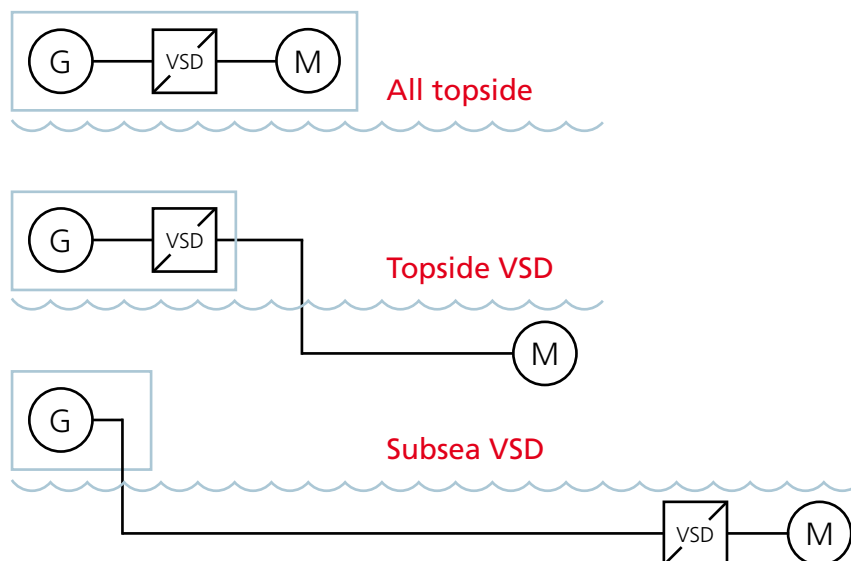 G VSD M
All topside
G VSD
Topside VSD
M
G
Subsea VSD
VSD M